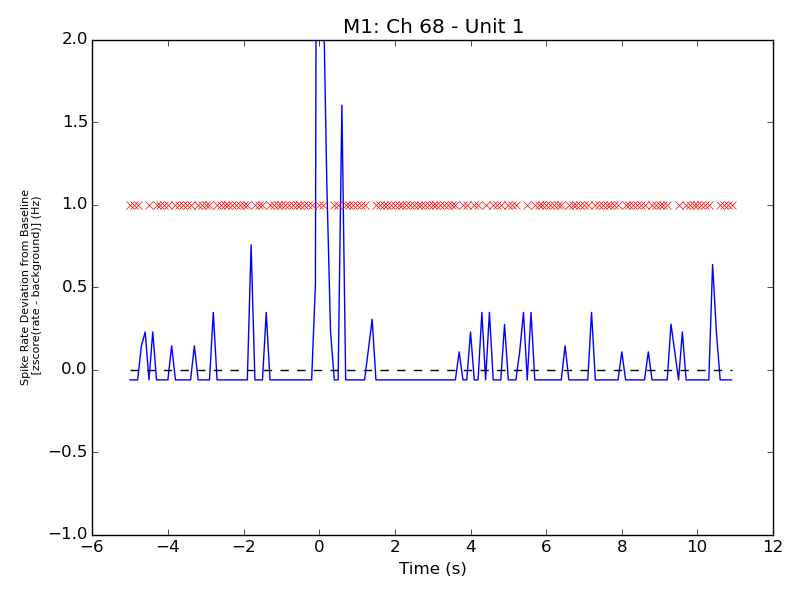 M1: Ch 68 - Unit 1
2.0
1.5
1.0
0.5
0.0
−0.5
−1.0
Spike Rate Deviation from Baseline
[zscore(rate - background)] (Hz)
−6 −4 −2 0 2 4 6 8 10 12
Time (s)